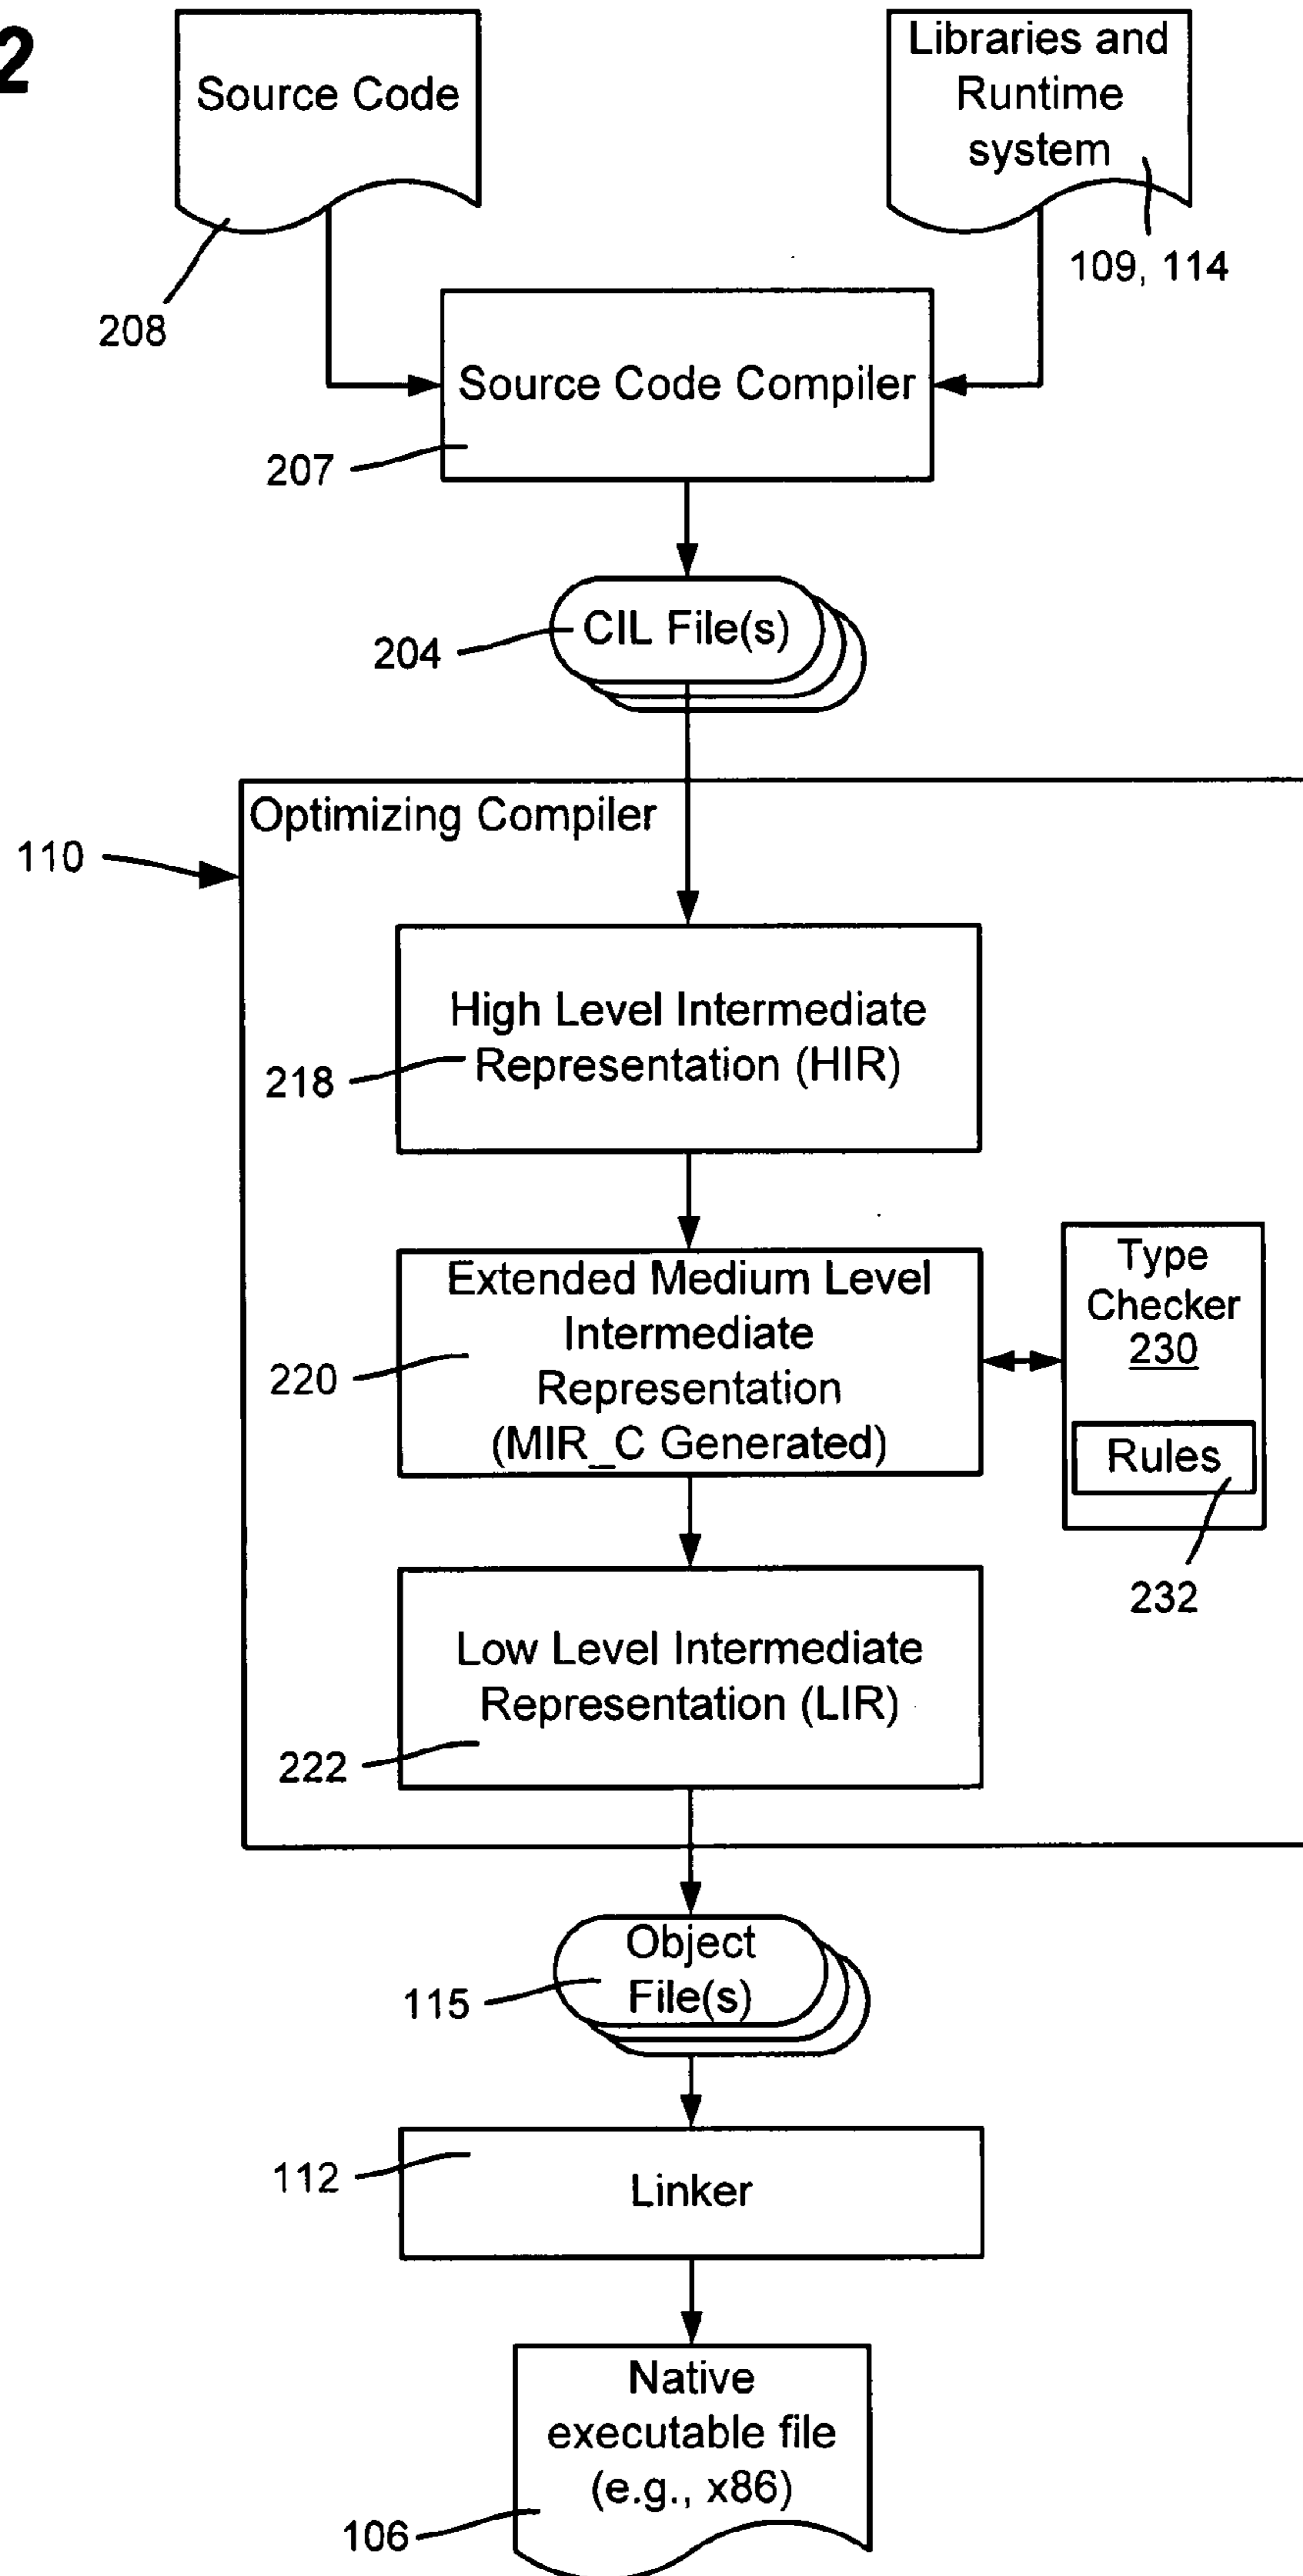 2
Source Code
Libraries and
Runtime
system
208
109, 114
Source Code Compiler
207
CIL File(s)
204
Optimizing Compiler
110
High Level Intermediate
Representation (HIR)
218
Extended Medium Level
Intermediate
Representation
(MIR_C Generated)
220
Type
Checker
230
Rules
232
Low Level Intermediate
Representation (LIR)
222
Object
File(s)
115
Linker
112
Native
executable file
(e.g., x86)
106